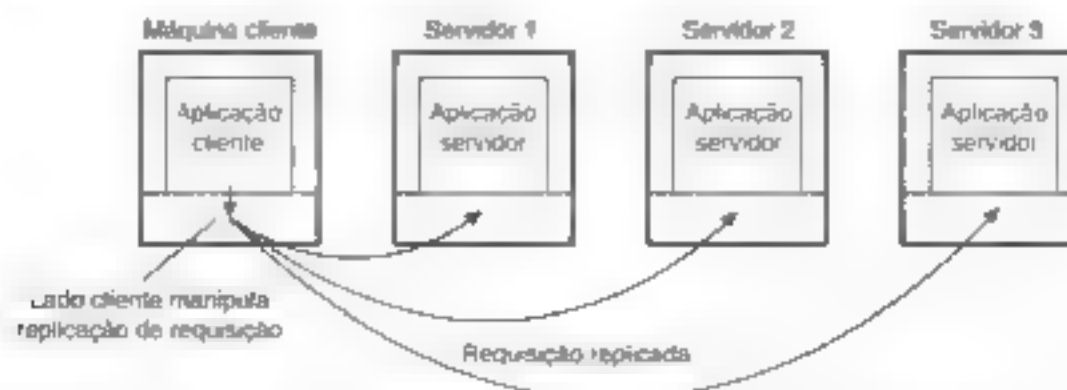 Máquina cliente
Servidor 1
Servidor 2
Servidor 3
Aplicação
cliente
Aplicação
servidor
Aplicação
servidor
Aplicação
servidor
Lado cliente manipula
replicação de requisição
Requisição replicada